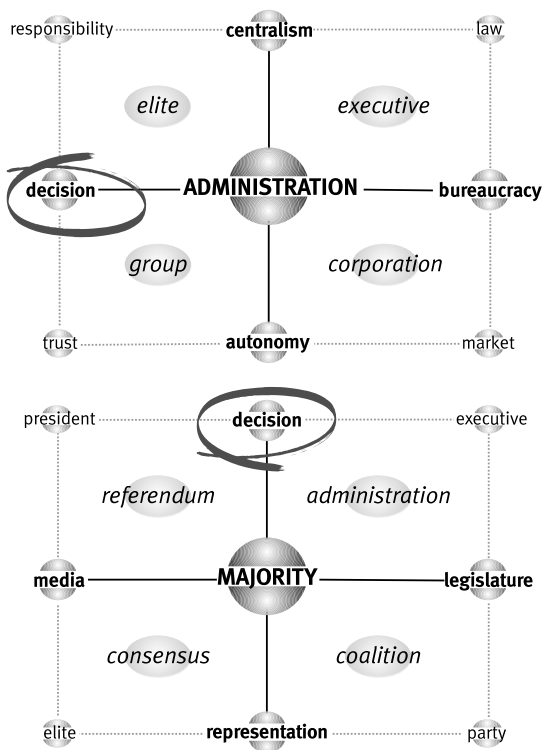 responsibility centralism law
elite executive
decision ADMINISTRATION bureaucracy
group corporation
trust autonomy market
president decision executive
referendum administration
media MAJORITY legislature
consensus coalition
elite representation party